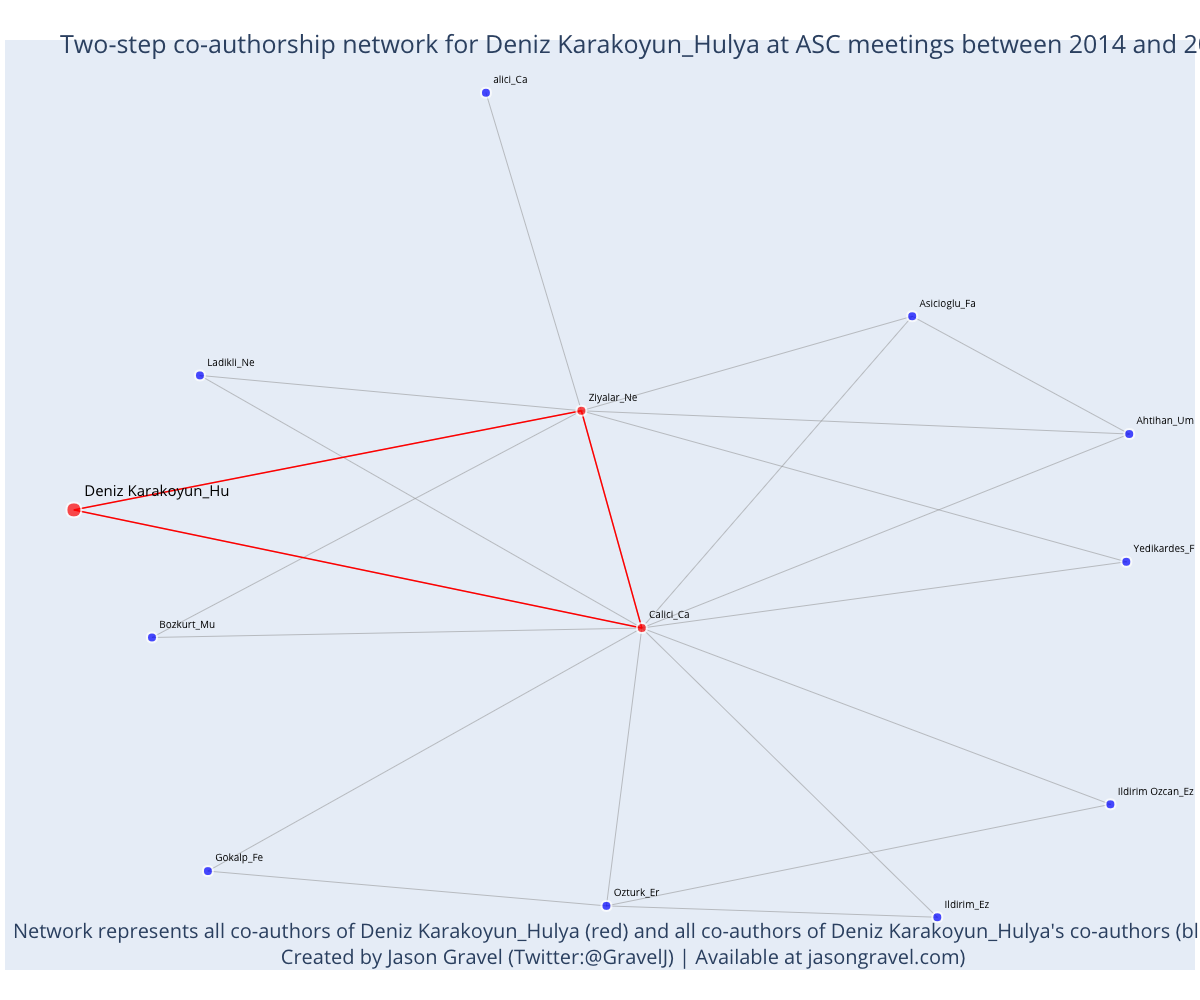 Two-step co-authorship network for Deniz Karakoyun_Hulya at ASC meetings between 2014 and
alici_Ca
Asicioglu_Fa
Ladikli_Ne
Ziyalar_Ne
Ahtihan_Um
Deniz Karakoyun_Hu
Yedikardes_F
Calici_Ca
Bozkurt_Mu
Ildirim Ozcan_Ez
Gokalp_Fe
Ozturk_Er
Ildirim_Ez
Network represents all co-authors of Deniz Karakoyun_Hulya (red) and all co-authors of Deniz Karakoyun_Hulya's co-authors (bl
Created by Jason Gravel (Twitter:@GravelJ) | Available at jasongravel.com)